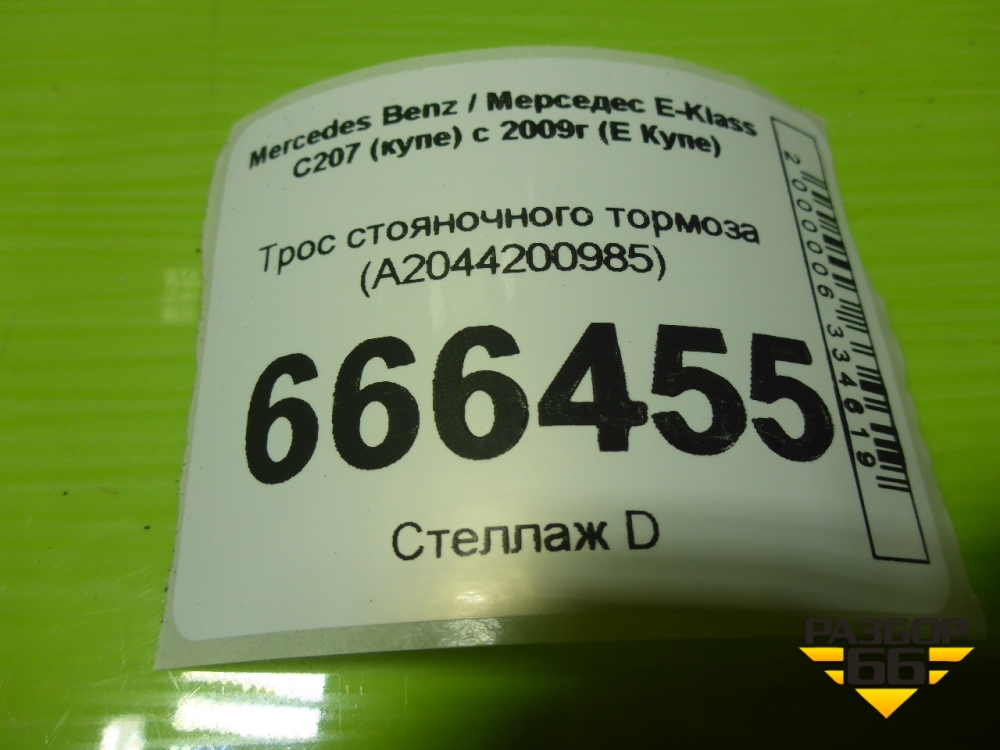 Mercedes Benz / Мерседес E-Klass
C207 (купе) с 2009г (Е Купе)
Трос стояночного тормоза
(A2044200985)
666455
Стеллаж D
2000006334619
РАЗБОР
66